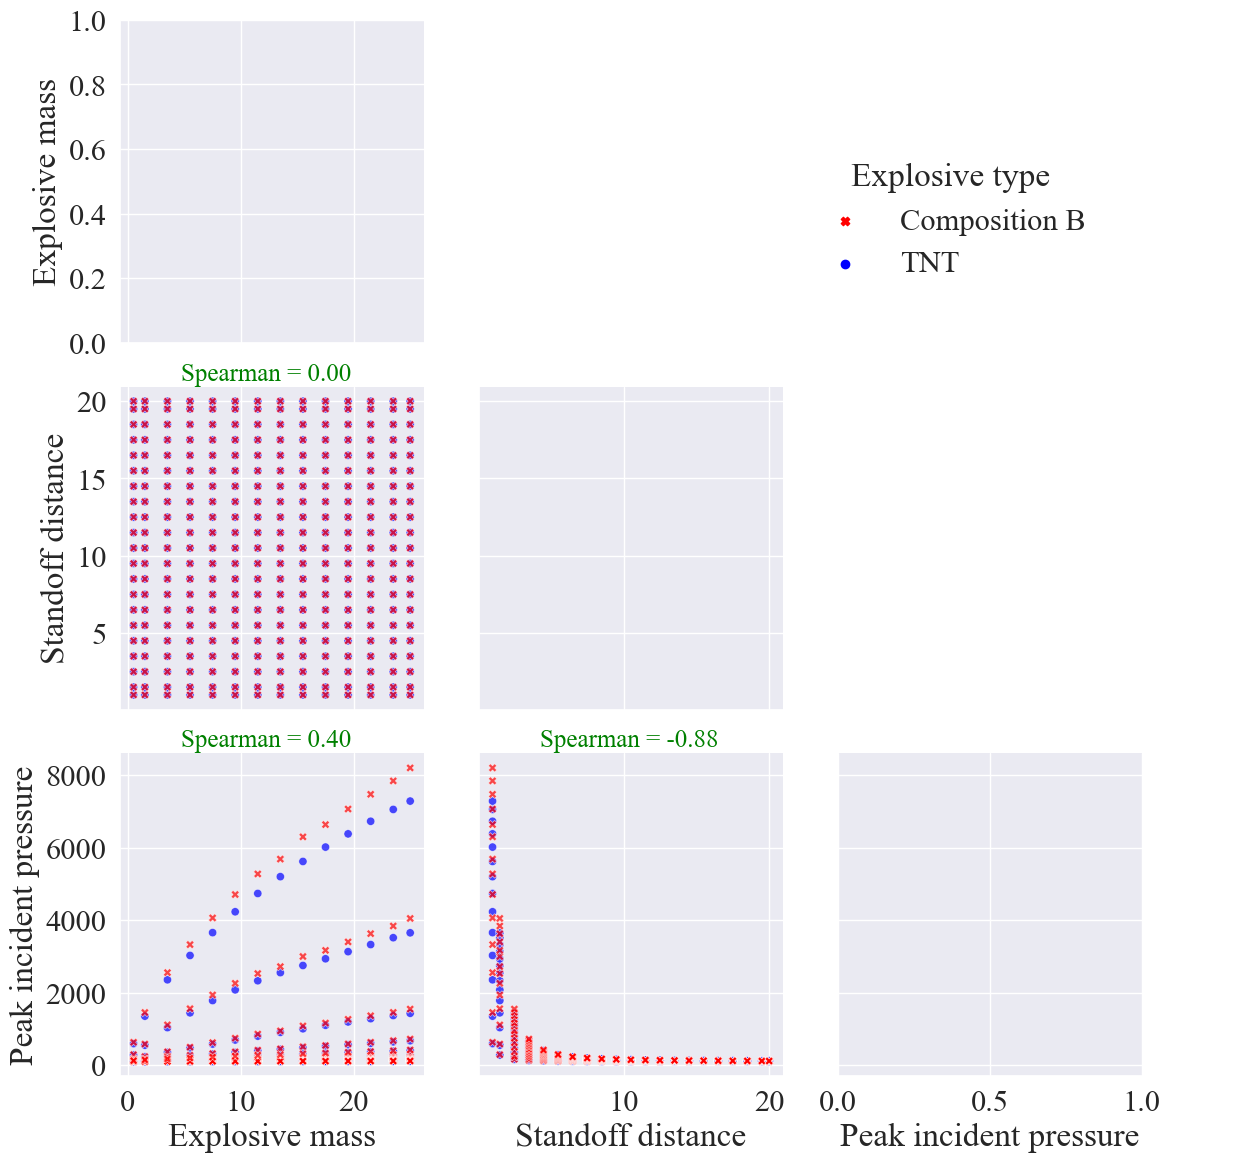 1.0
0.8
0.6
0.4
0.2
0.0
Explosive mass
Explosive type
Composition B
TNT
Spearman = 0.00
20
15
10
5
Standoff distance
Spearman = 0.40
Spearman = -0.88
8000
6000
4000
2000
0
Peak incident pressure
0 10 20
10 20
0.0 0.5 1.0
Explosive mass
Standoff distance
Peak incident pressure